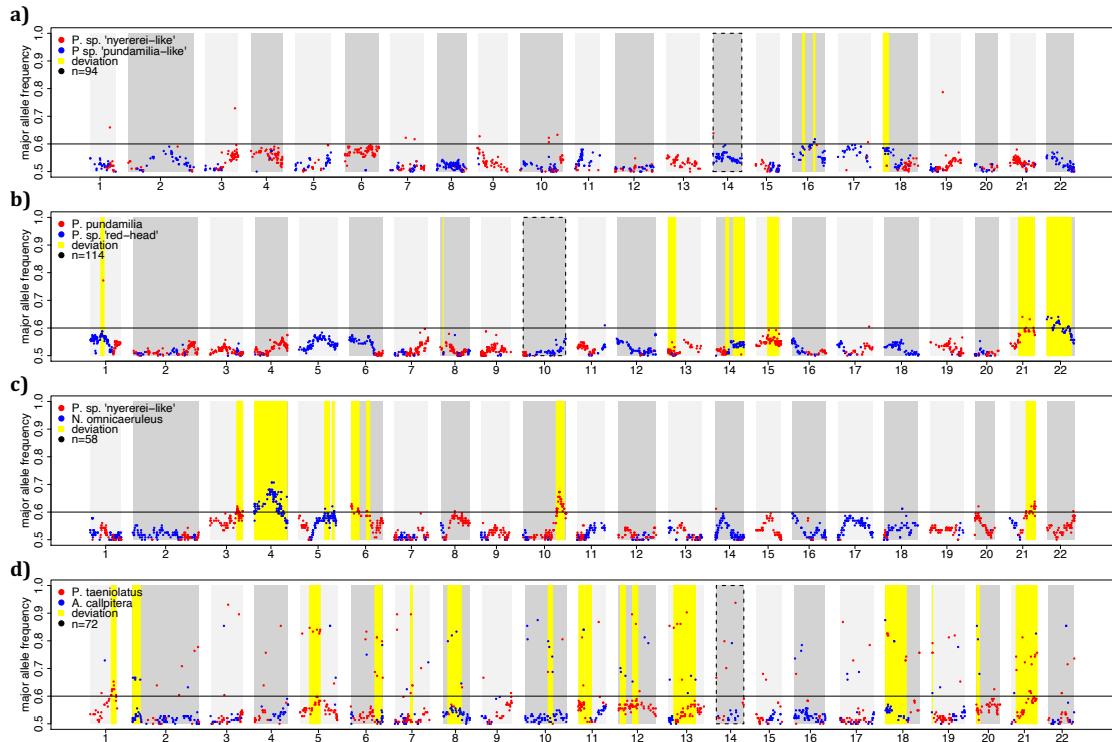 a)
major allele frequency
1.0
0.9
0.8
0.7
0.6
0.5
P. sp. 'nyererei-like'
P sp. 'pundamilia-like'
deviation
n=94
1 2 3 4 5 6 7 8 9 10 11 12 13 14 15 16 17 18 19 20 21 22
b)
major allele frequency
1.0
0.9
0.8
0.7
0.6
0.5
P. pundamilia
P. sp. 'red-head'
deviation
n=114
1 2 3 4 5 6 7 8 9 10 11 12 13 14 15 16 17 18 19 20 21 22
c)
major allele frequency
1.0
0.9
0.8
0.7
0.6
0.5
P. sp. 'nyererei-like'
N. omnicaeruleus
deviation
n=58
1 2 3 4 5 6 7 8 9 10 11 12 13 14 15 16 17 18 19 20 21 22
d)
major allele frequency
1.0
0.9
0.8
0.7
0.6
0.5
P. taeniolatus
A. callpitera
deviation
n=72
1 2 3 4 5 6 7 8 9 10 11 12 13 14 15 16 17 18 19 20 21 22